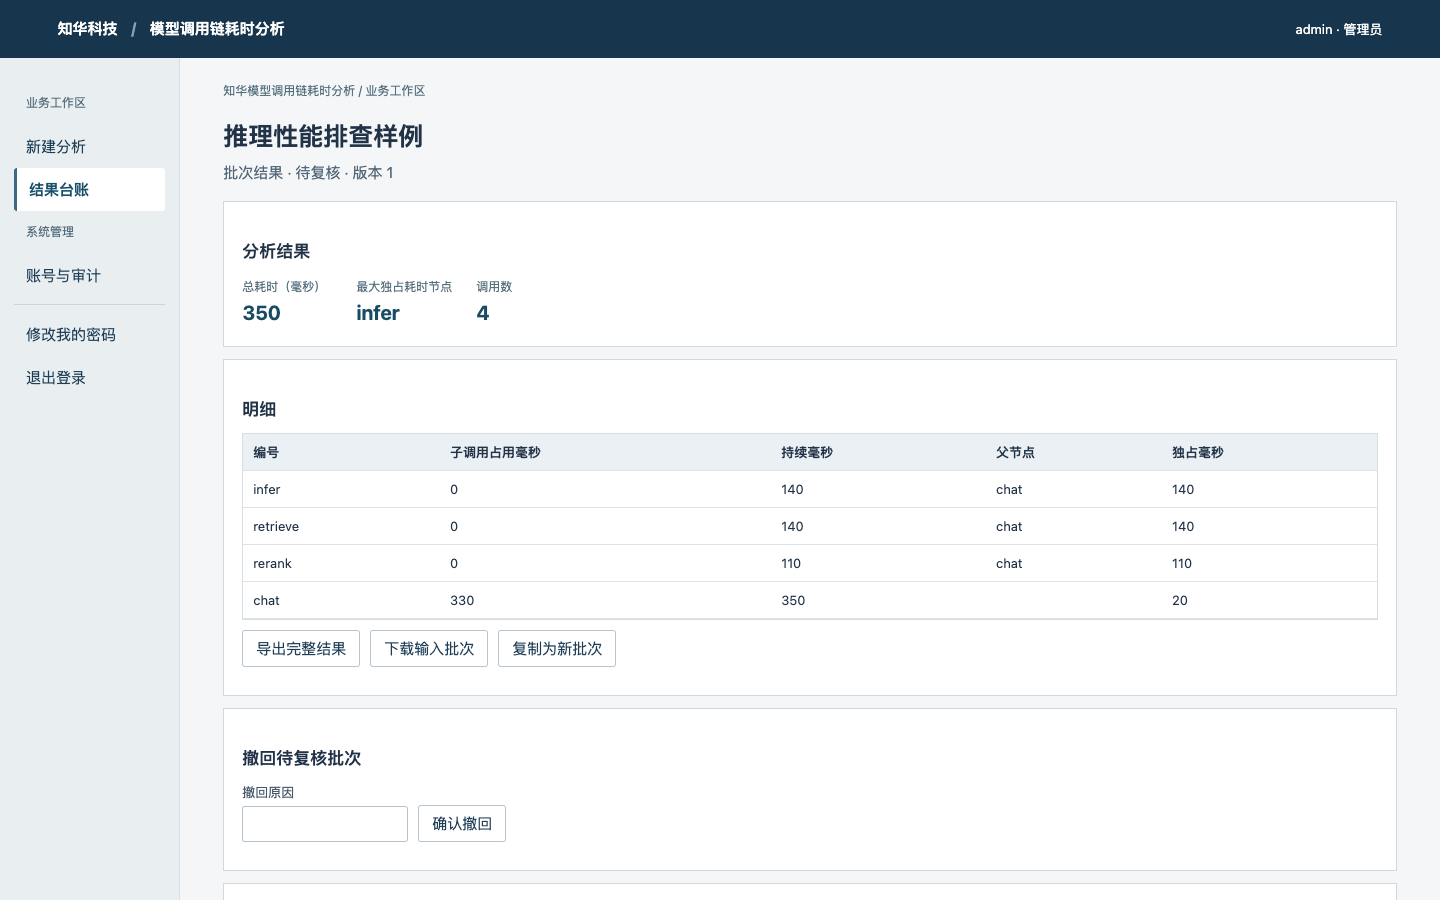 知华科技 / 模型调用链耗时分析
admin · 管理员
业务工作区
新建分析
结果台账
系统管理
账号与审计
修改我的密码
退出登录
知华模型调用链耗时分析 / 业务工作区
推理性能排查样例
批次结果 · 待复核 · 版本 1
分析结果
总耗时（毫秒） 最大独占耗时节点 调用数
350 infer 4
明细
编号 子调用占用毫秒 持续毫秒 父节点 独占毫秒
infer 0 140 chat 140
retrieve 0 140 chat 140
rerank 0 110 chat 110
chat 330 350 20
导出完整结果 下载输入批次 复制为新批次
撤回待复核批次
撤回原因
确认撤回